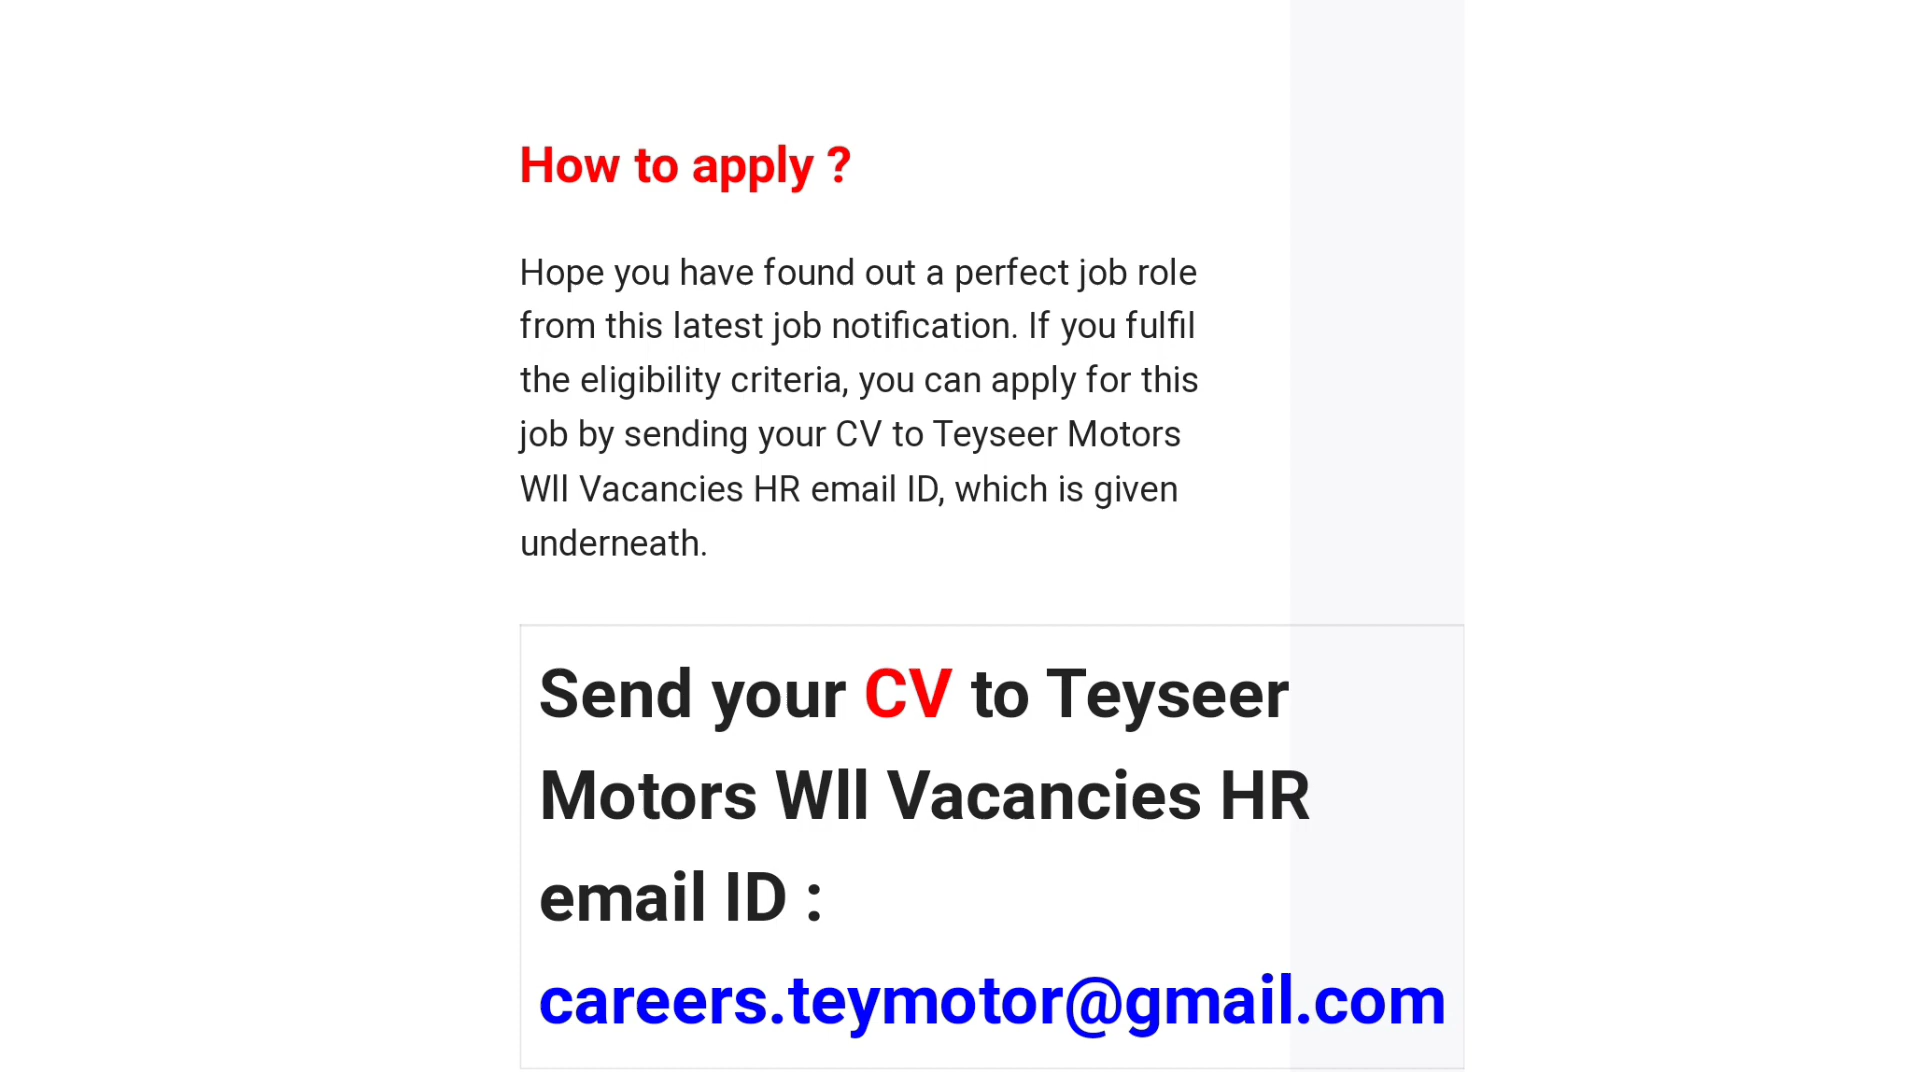 How to apply ?
Hope you have found out a perfect job role
from this latest job notification. If you fulfil
the eligibility criteria, you can apply for this
job by sending your CV to Teyseer Motors
Wll Vacancies HR email ID, which is given
underneath.
Send your CV to Teyseer
Motors Wll Vacancies HR
email ID :
careers.teymotor@gmail.com